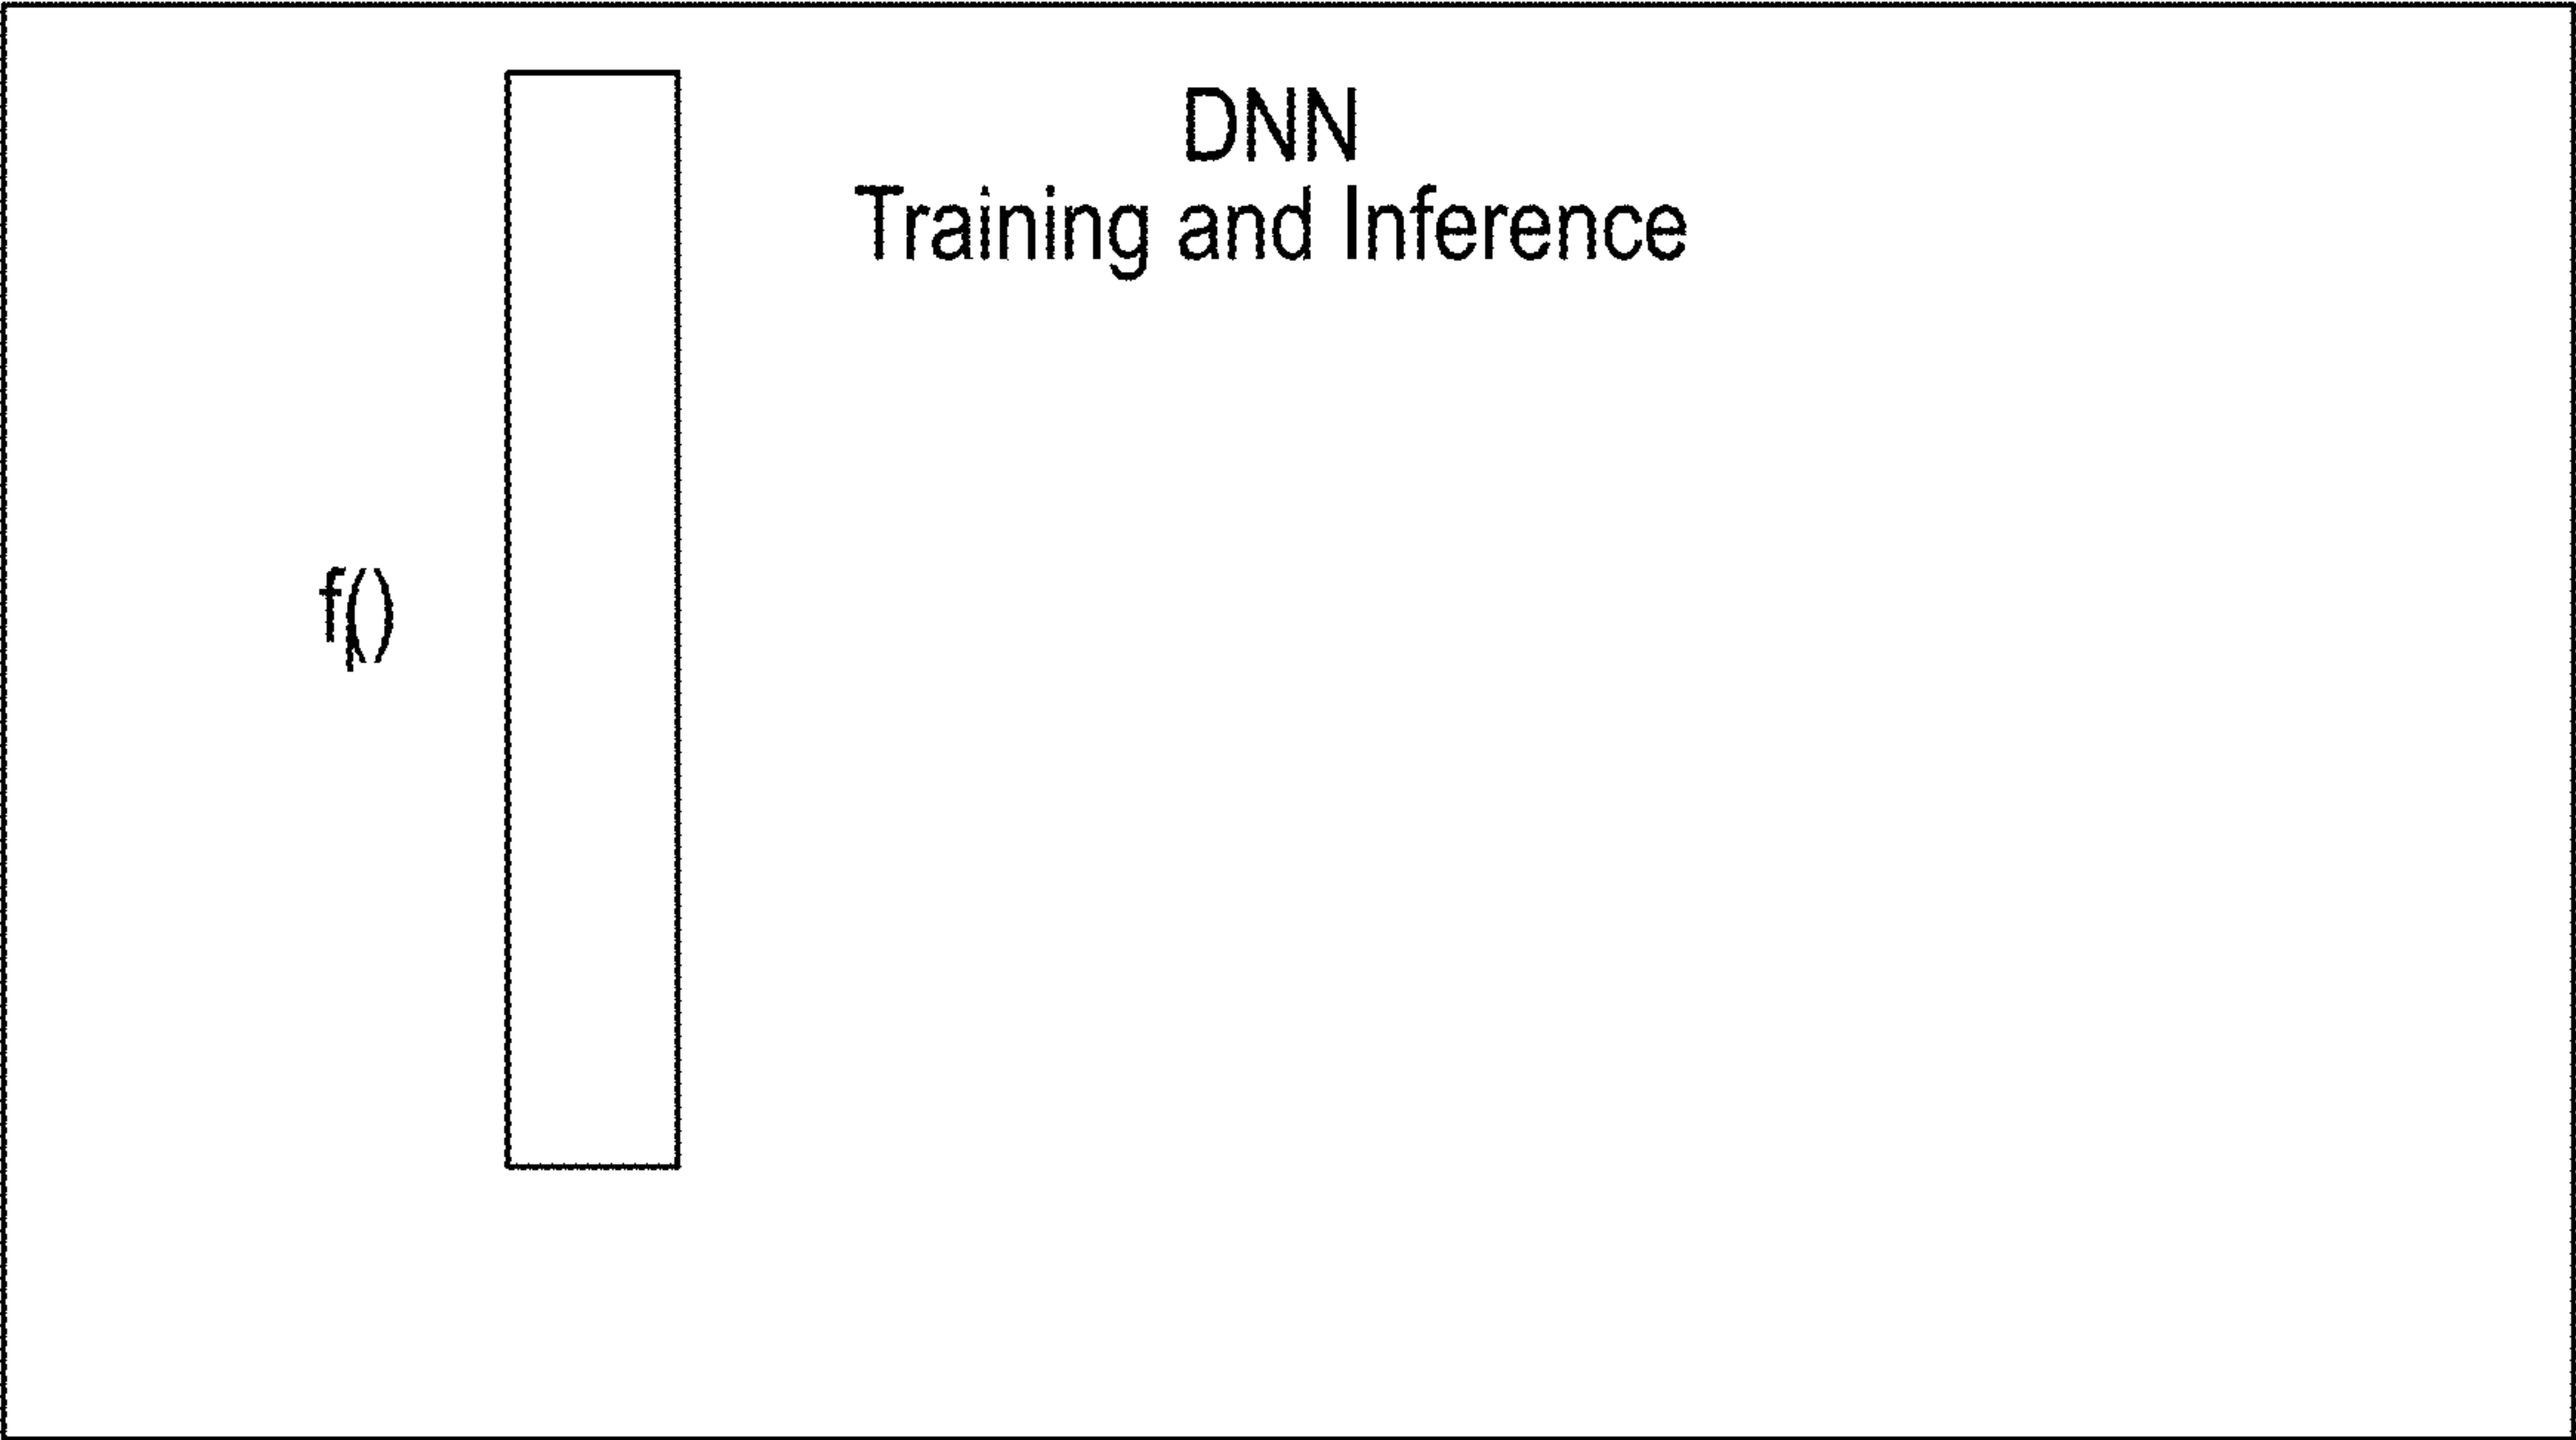 DNN
Training and Inference
f()